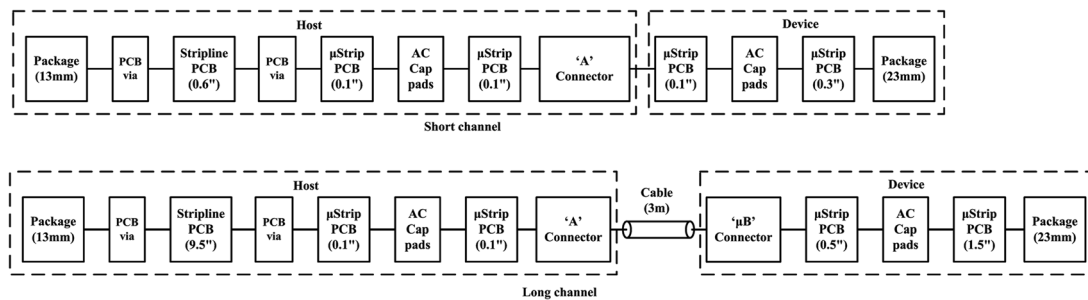 Host
Device
Package
(13mm)
PCB
via
Stripline
PCB
(0.6")
PCB
via
µStrip
PCB
(0.1")
AC
Cap
pads
µStrip
PCB
(0.1")
‘A’
Connector
µStrip
PCB
(0.1")
AC
Cap
pads
µStrip
PCB
(0.3")
Package
(23mm)
Short channel
Host
Cable
(3m)
Device
Package
(13mm)
PCB
via
Stripline
PCB
(9.5")
PCB
via
µStrip
PCB
(0.1")
AC
Cap
pads
µStrip
PCB
(0.1")
‘A’
Connector
‘µB’
Connector
µStrip
PCB
(0.5")
AC
Cap
pads
µStrip
PCB
(1.5")
Package
(23mm)
Long channel